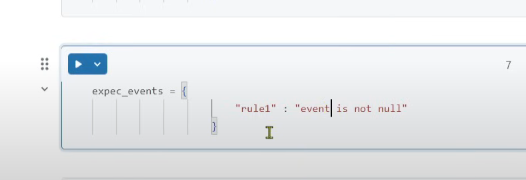 7
expec_events = {
"rule1" : "event is not null"
}